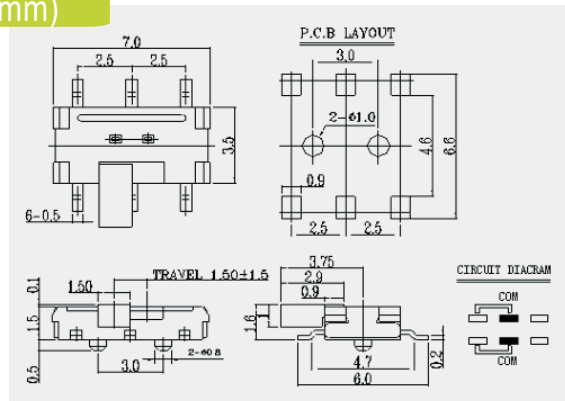 mm)
P.C.B LAYOUT
7.0
2.5 2.5
3.5
6-0.5
3.0
2-ϕ1.0
4.6
6.6
0.9
2.5 2.5
0.1
1.50
TRAVEL 1.50±1.5
1.5
0.5
3.0
2-ϕ0.8
3.75
2.9
0.9
1.6
1
0.2
4.7
6.0
CIRCUIT DIACRAM
COM
COM